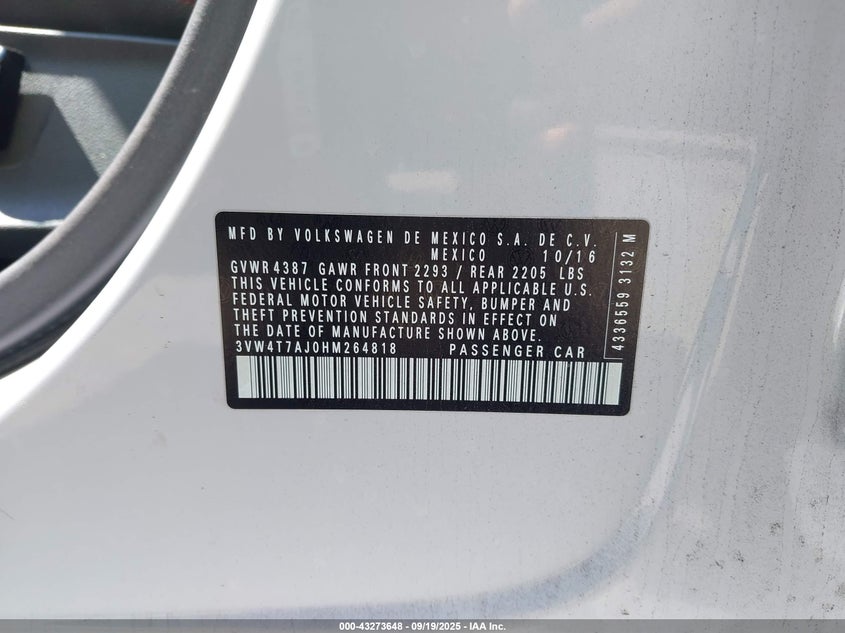 MFD BY VOLKSWAGEN DE MEXICO S.A. DE C.V.
MEXICO 10/16
GVWR 4387 GAWR FRONT 2293 / REAR 2205 LBS
THIS VEHICLE CONFORMS TO ALL APPLICABLE U.S.
FEDERAL MOTOR VEHICLE SAFETY, BUMPER AND
THEFT PREVENTION STANDARDS IN EFFECT ON
THE DATE OF MANUFACTURE SHOWN ABOVE.
3VW4T7AJ0HM264818 PASSENGER CAR
4336559 3132 M
000-43273648 - 09/19/2025 - IAA Inc.